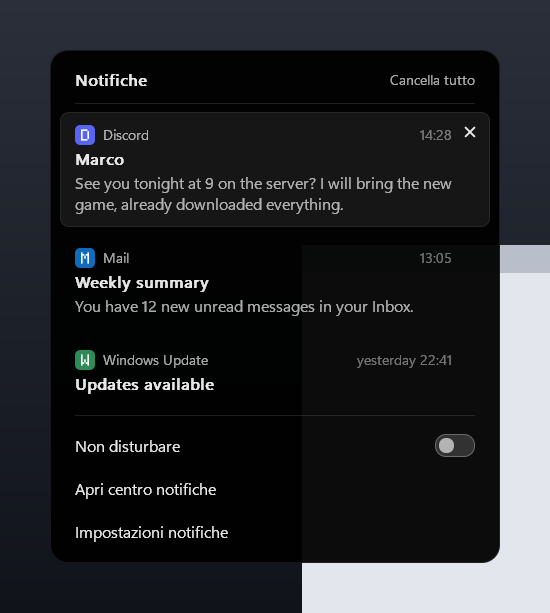 Notifiche
Cancella tutto
D Discord 14:28 ✕
Marco
See you tonight at 9 on the server? I will bring the new
game, already downloaded everything.
M Mail 13:05
Weekly summary
You have 12 new unread messages in your Inbox.
W Windows Update yesterday 22:41
Updates available
Non disturbare
Apri centro notifiche
Impostazioni notifiche